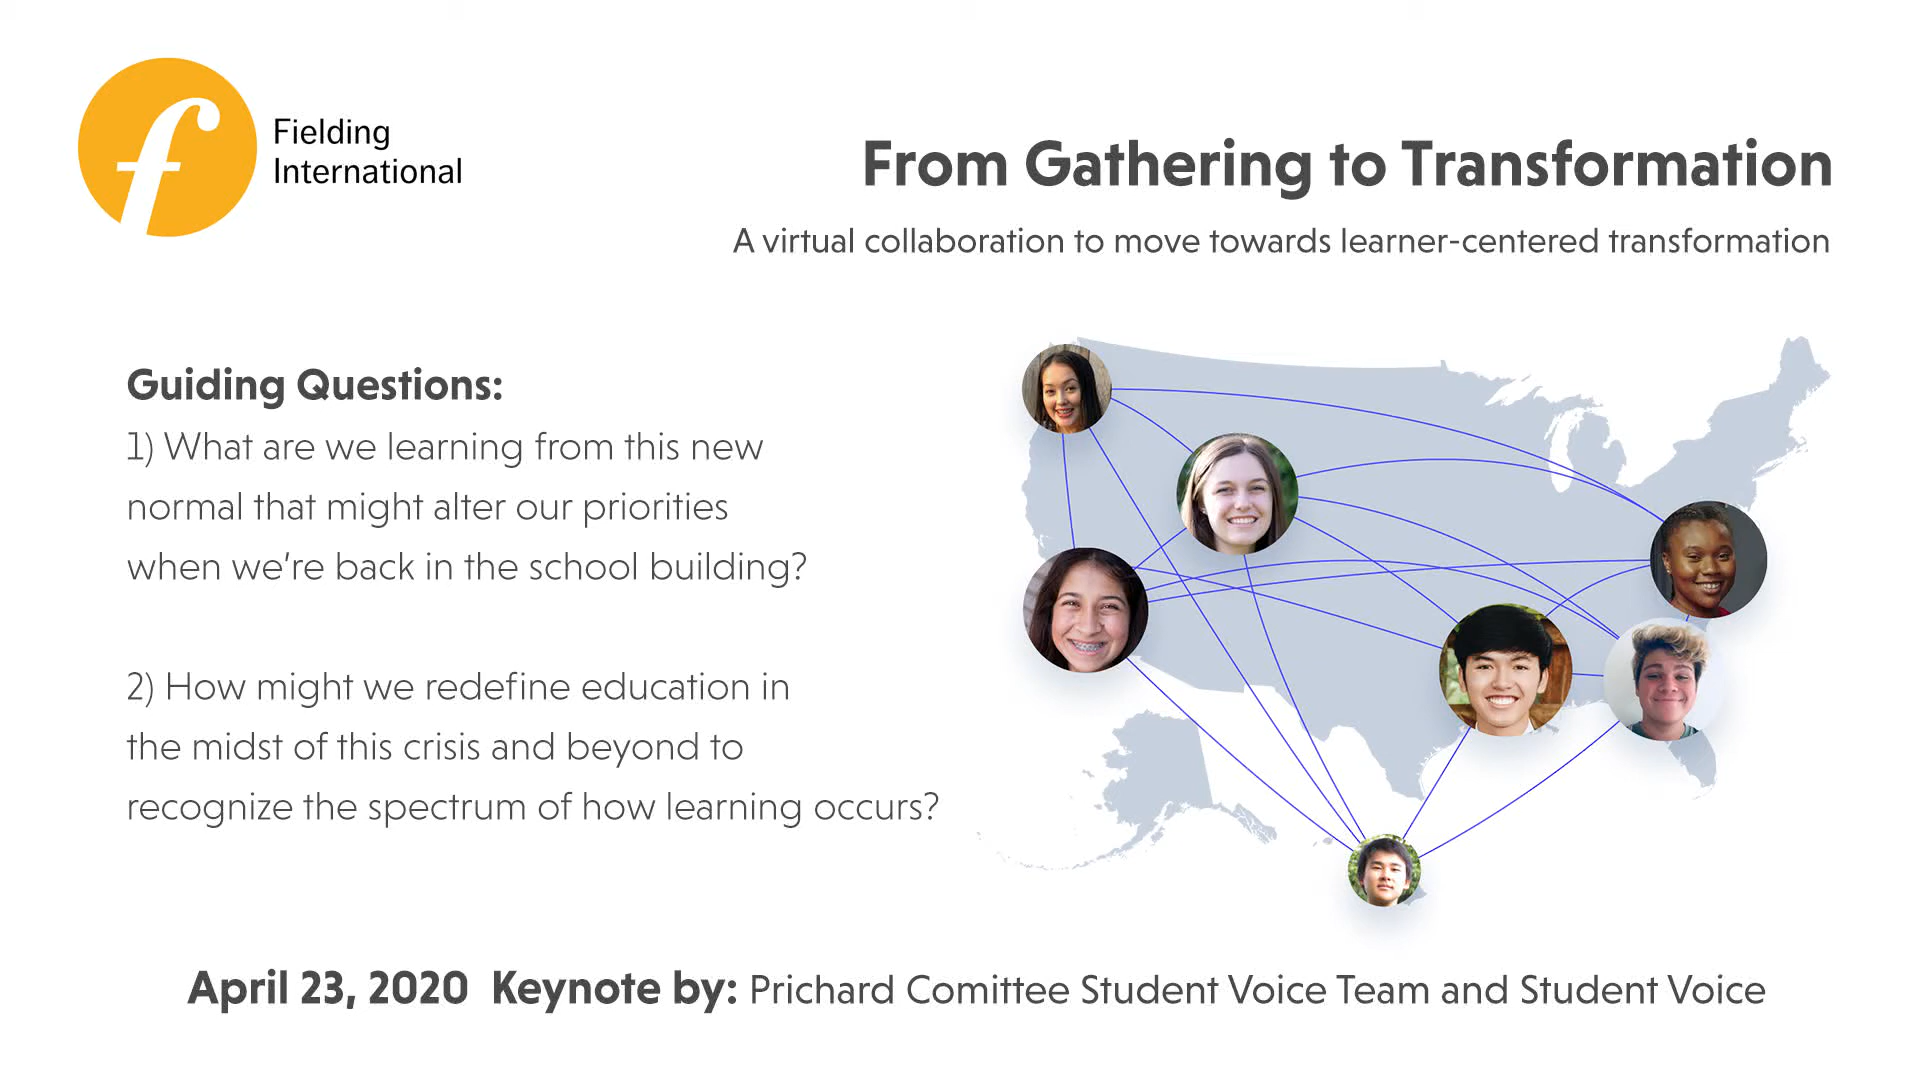 Fielding
International
From Gathering to Transformation
A virtual collaboration to move towards learner-centered transformation
Guiding Questions:
1) What are we learning from this new
normal that might alter our priorities
when we’re back in the school building?
2) How might we redefine education in
the midst of this crisis and beyond to
recognize the spectrum of how learning occurs?
April 23, 2020 Keynote by: Prichard Comittee Student Voice Team and Student Voice